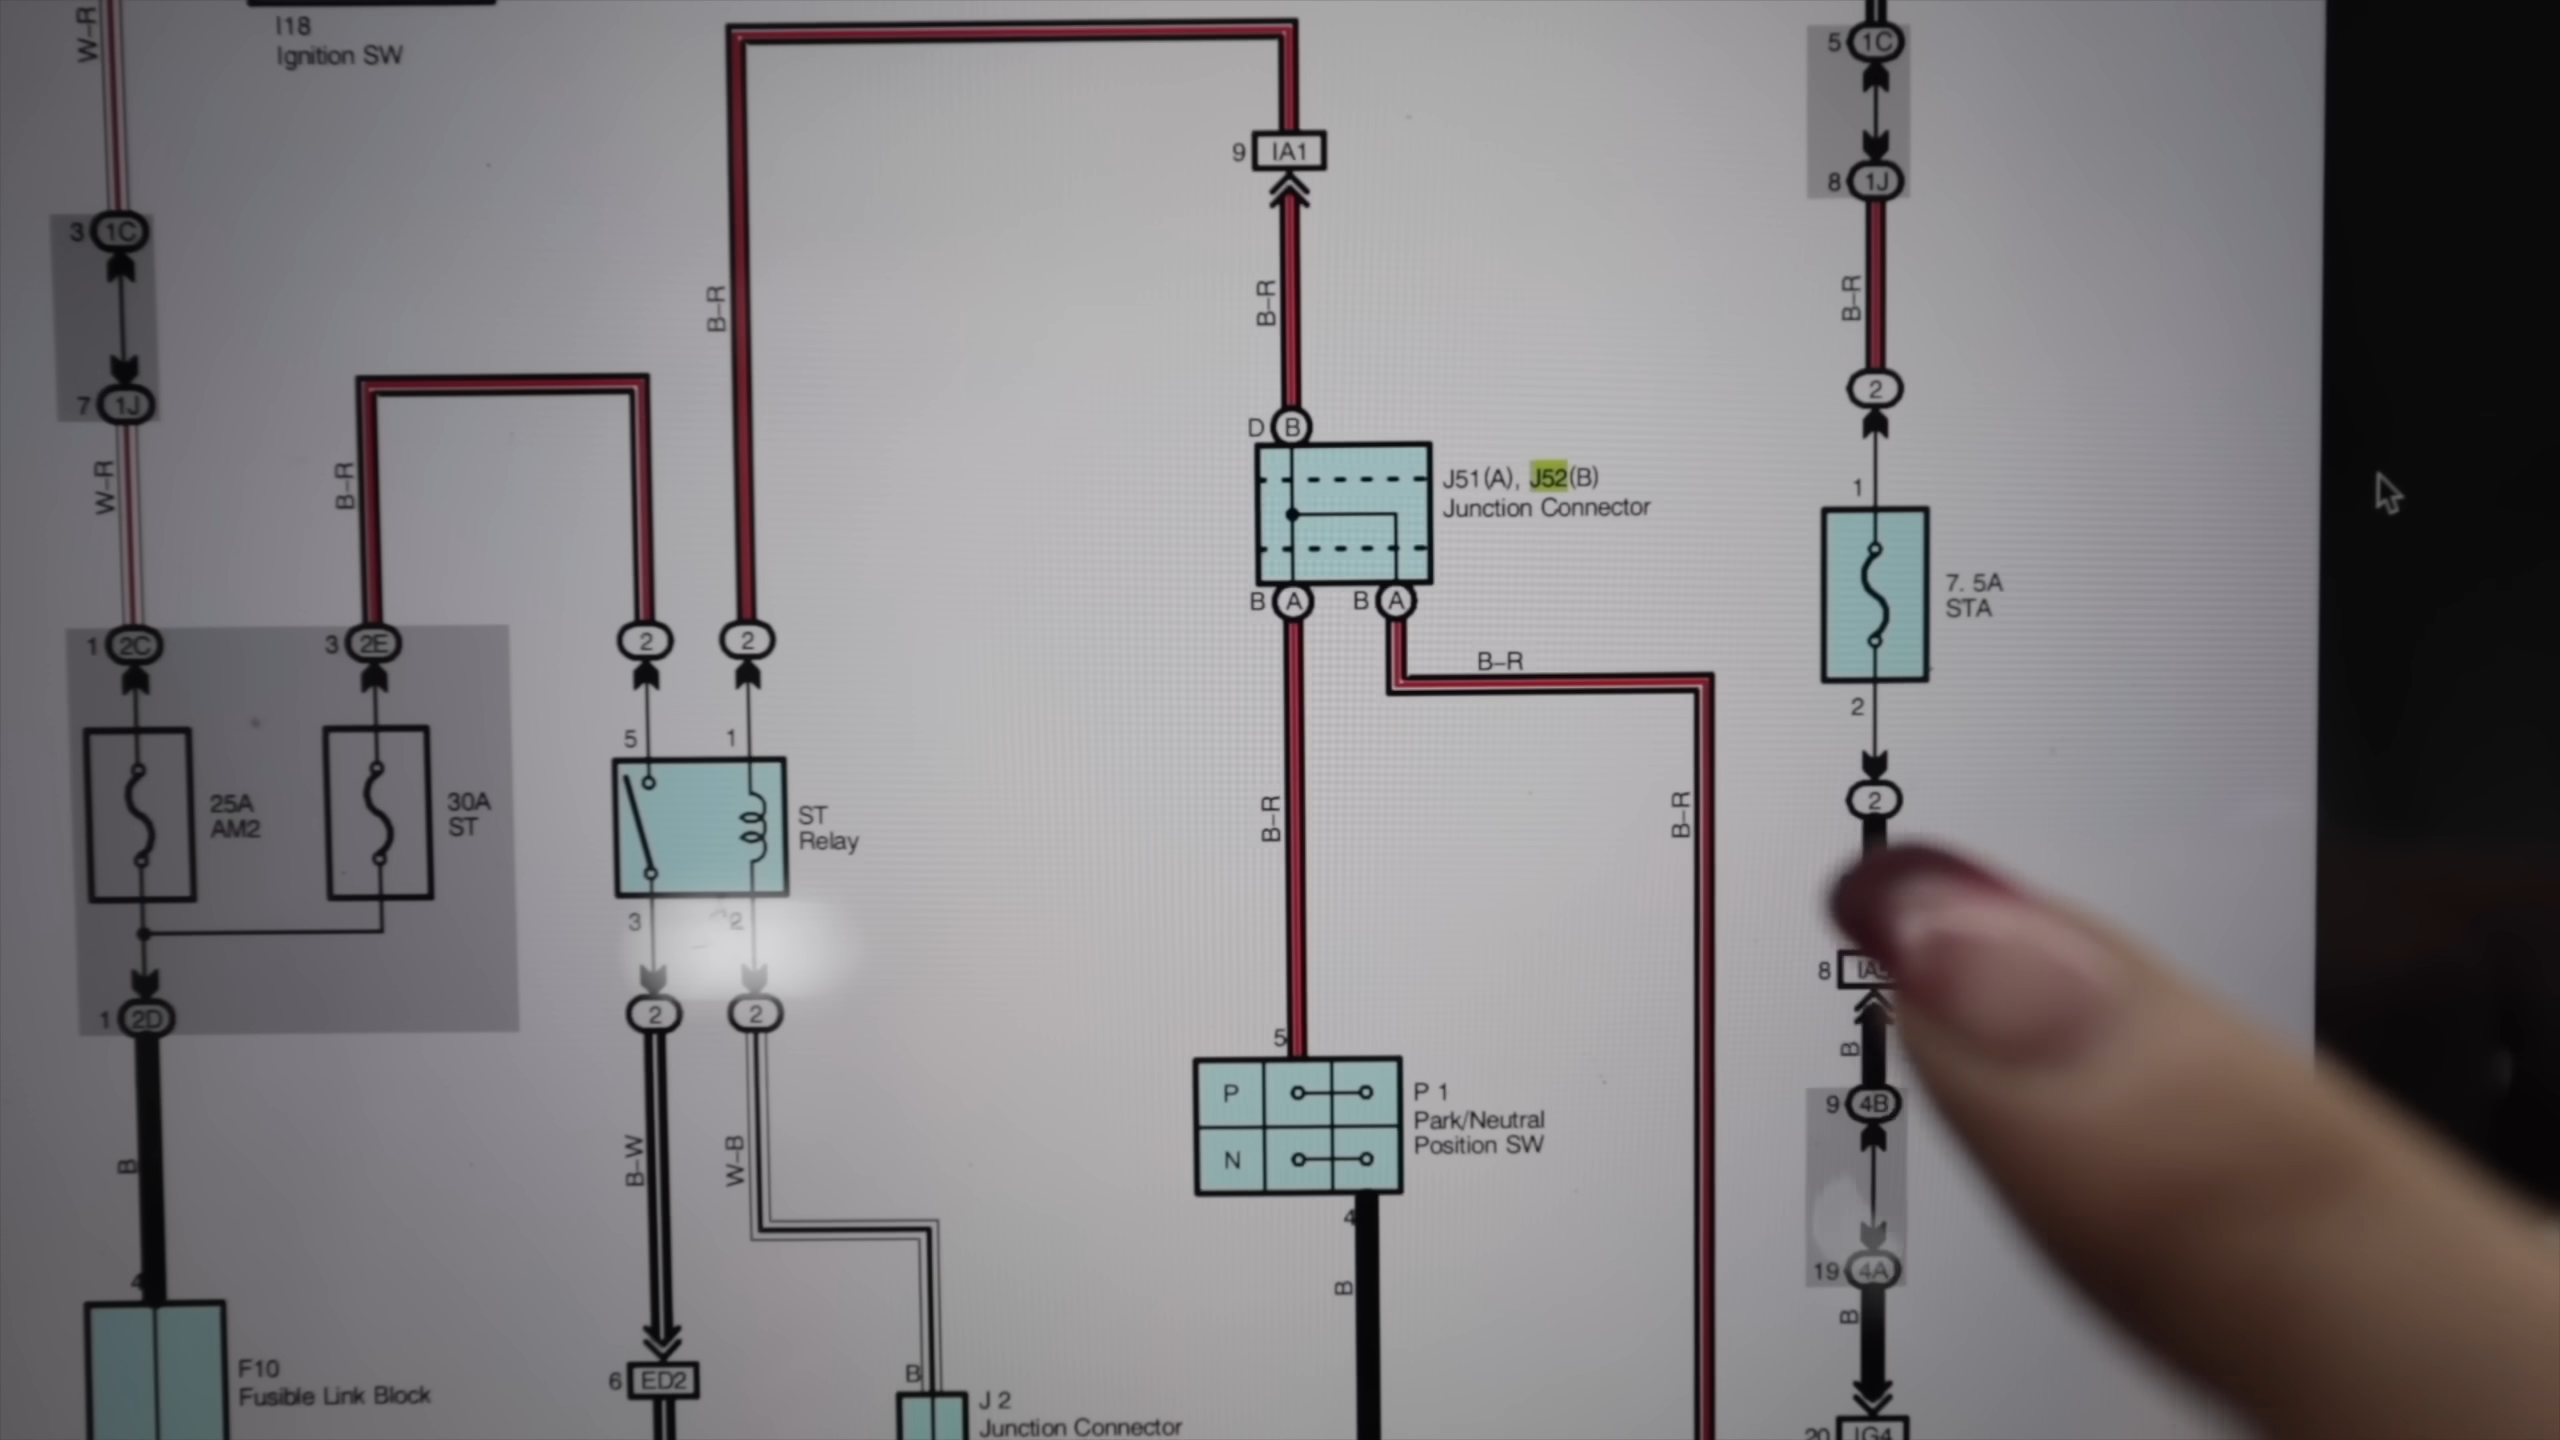 W–R
I18
Ignition SW
3 1C
7 1J
W–R
B–R
B–R
9 IA1
B–R
D B
J51(A), J52(B)
Junction Connector
B A
B A
B–R
5 1C
8 1J
B–R
2
1
7. 5A
STA
2
2
1 2C
3 2E
2
2
5
1
25A
AM2
30A
ST
ST
Relay
3
2
1 2D
2
2
B–R
B–R
8
B
9 4B
19 4A
B
5
P
N
P 1
Park/Neutral
Position SW
4
B
B
4
B–W
W–B
F10
Fusible Link Block
6 ED2
B
J 2
Junction Connector
20 IG4